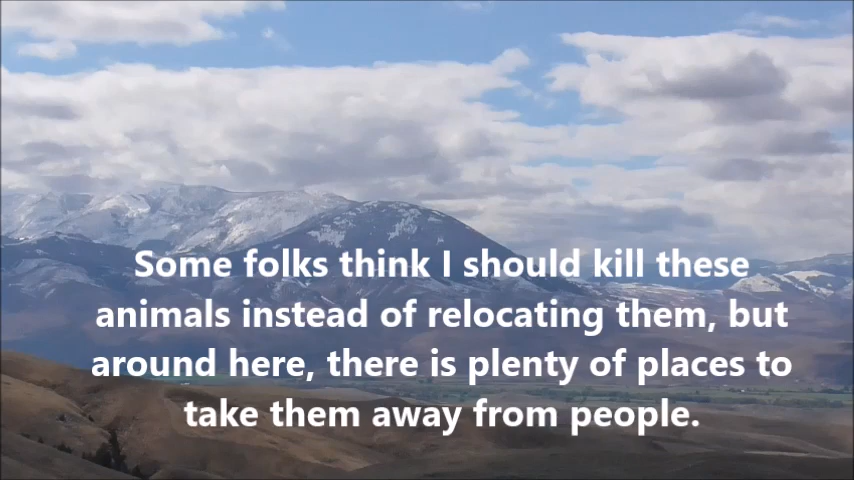 Some folks think I should kill these
animals instead of relocating them, but
around here, there is plenty of places to
take them away from people.